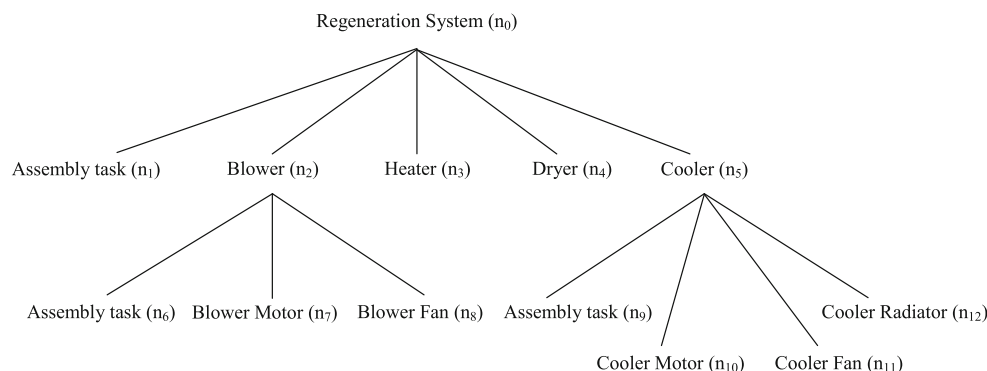 Regeneration System (n₀)
Assembly task (n₁) Blower (n₂) Heater (n₃) Dryer (n₄) Cooler (n₅)
Assembly task (n₆) Blower Motor (n₇) Blower Fan (n₈) Assembly task (n₉) Cooler Radiator (n₁₂)
Cooler Motor (n₁₀) Cooler Fan (n₁₁)